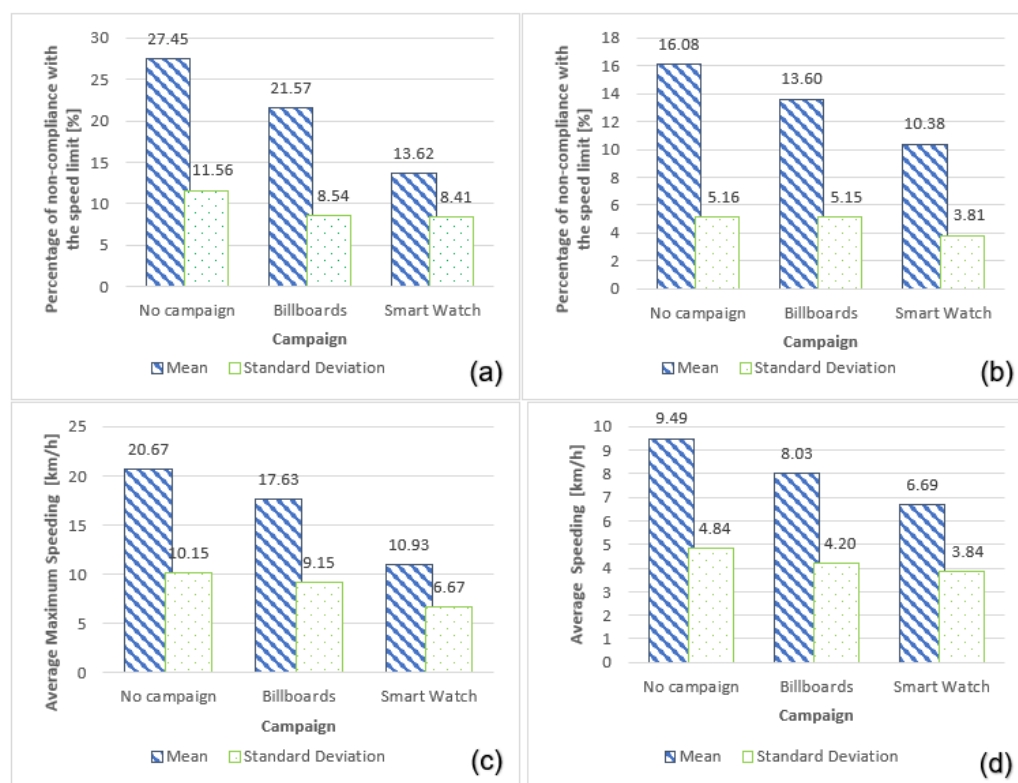 Percentage of non-compliance with
the speed limit [%]
30
25
20
15
10
5
0
27.45
11.56
21.57
8.54
13.62
8.41
No campaign
Billboards
Smart Watch
Campaign
Mean
Standard Deviation
(a)
Percentage of non-compliance with
the speed limit [%]
18
16
14
12
10
8
6
4
2
0
16.08
5.16
13.60
5.15
10.38
3.81
No campaign
Billboards
Smart Watch
Campaign
Mean
Standard Deviation
(b)
Average Maximum Speeding [km/h]
25
20
15
10
5
0
20.67
10.15
17.63
9.15
10.93
6.67
No campaign
Billboards
Smart Watch
Campaign
Mean
Standard Deviation
(c)
Average Speeding [km/h]
10
9
8
7
6
5
4
3
2
1
0
9.49
4.84
8.03
4.20
6.69
3.84
No campaign
Billboards
Smart Watch
Campaign
Mean
Standard Deviation
(d)